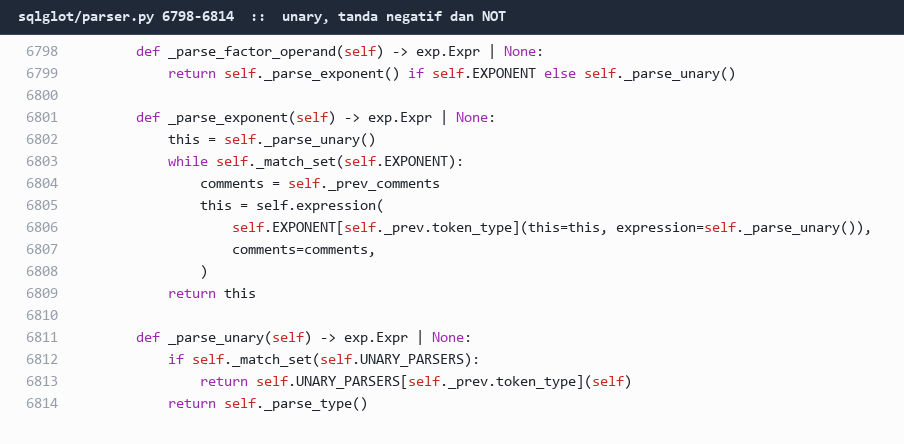 sqlglot/parser.py 6798-6814  ::  unary, tanda negatif dan NOT
6798        def _parse_factor_operand(self) -> exp.Expr | None:
6799            return self._parse_exponent() if self.EXPONENT else self._parse_unary()
6800
6801        def _parse_exponent(self) -> exp.Expr | None:
6802            this = self._parse_unary()
6803            while self._match_set(self.EXPONENT):
6804                comments = self._prev_comments
6805                this = self.expression(
6806                    self.EXPONENT[self._prev.token_type](this=this, expression=self._parse_unary()),
6807                    comments=comments,
6808                )
6809            return this
6810
6811        def _parse_unary(self) -> exp.Expr | None:
6812            if self._match_set(self.UNARY_PARSERS):
6813                return self.UNARY_PARSERS[self._prev.token_type](self)
6814            return self._parse_type()